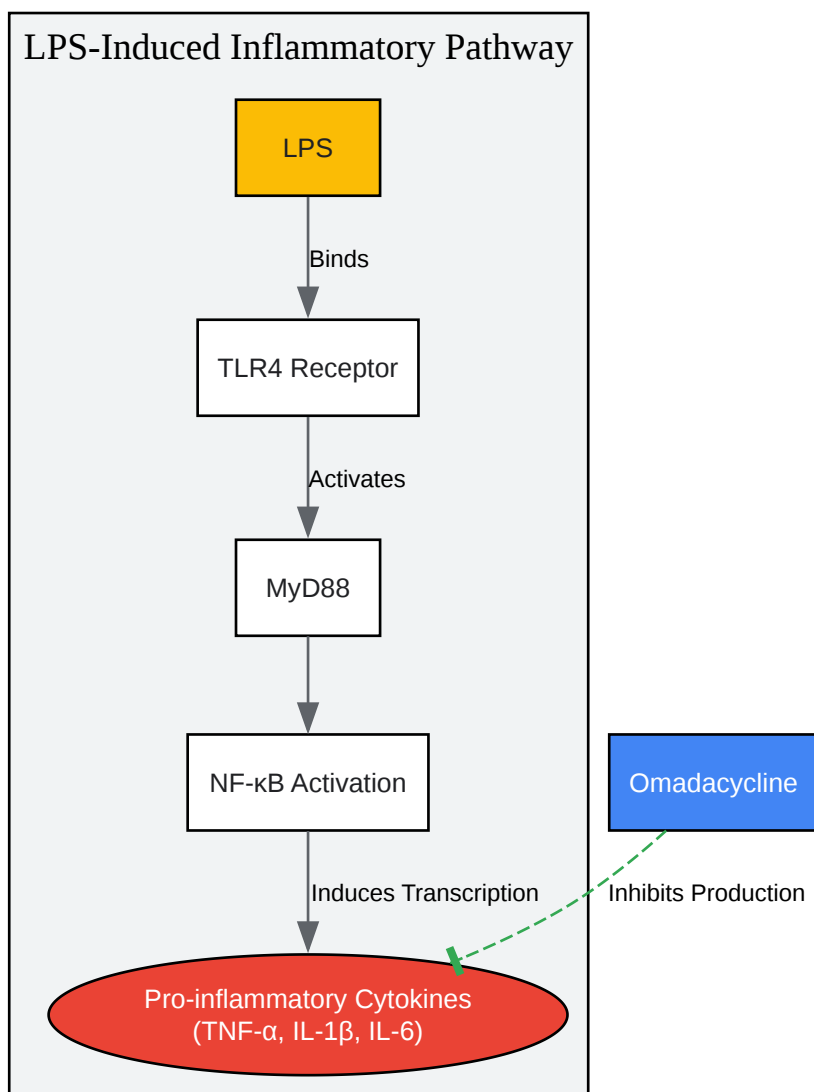 LPS-Induced Inflammatory Pathway
LPS
Binds
TLR4 Receptor
Activates
MyD88
NF-κB Activation
Omadacycline
Induces Transcription
Inhibits Production
Pro-inflammatory Cytokines
(TNF-α, IL-1β, IL-6)